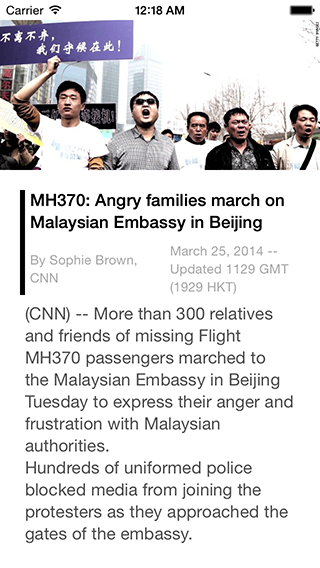 Carrier 12:18 AM
不离不弃，
我们守候在此！
MH370: Angry families march on
Malaysian Embassy in Beijing
By Sophie Brown,
CNN
March 25, 2014 --
Updated 1129 GMT
(1929 HKT)
(CNN) -- More than 300 relatives
and friends of missing Flight
MH370 passengers marched to
the Malaysian Embassy in Beijing
Tuesday to express their anger and
frustration with Malaysian
authorities.
Hundreds of uniformed police
blocked media from joining the
protesters as they approached the
gates of the embassy.